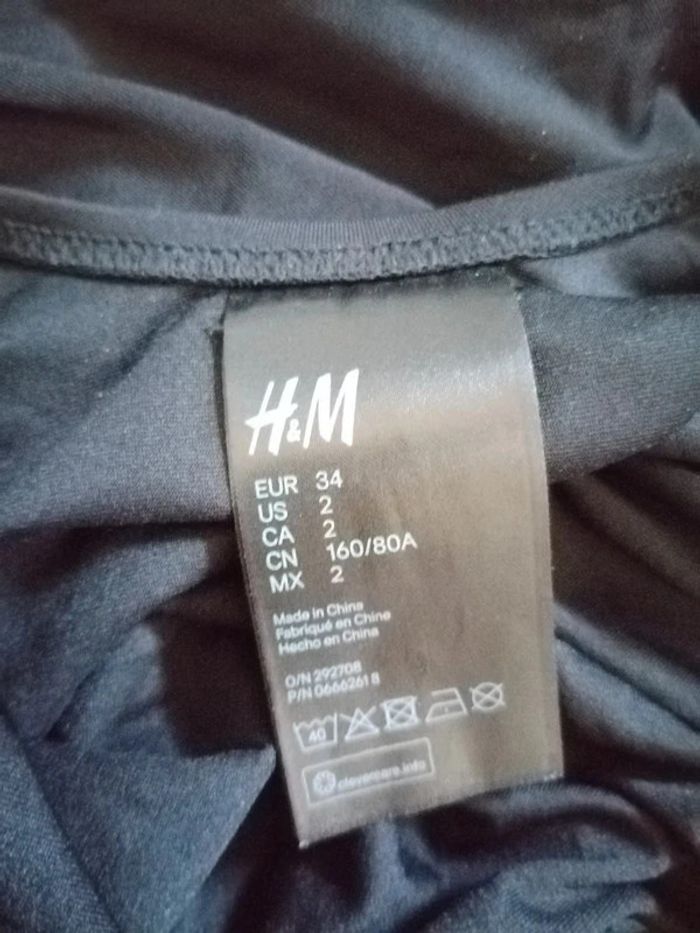 H&M
EUR 34
US 2
CA 2
CN 160/80A
MX 2
Made in China
Fabriqué en Chine
Hecho en China
O/N 292708
P/N 06662618
40
clevercare.info